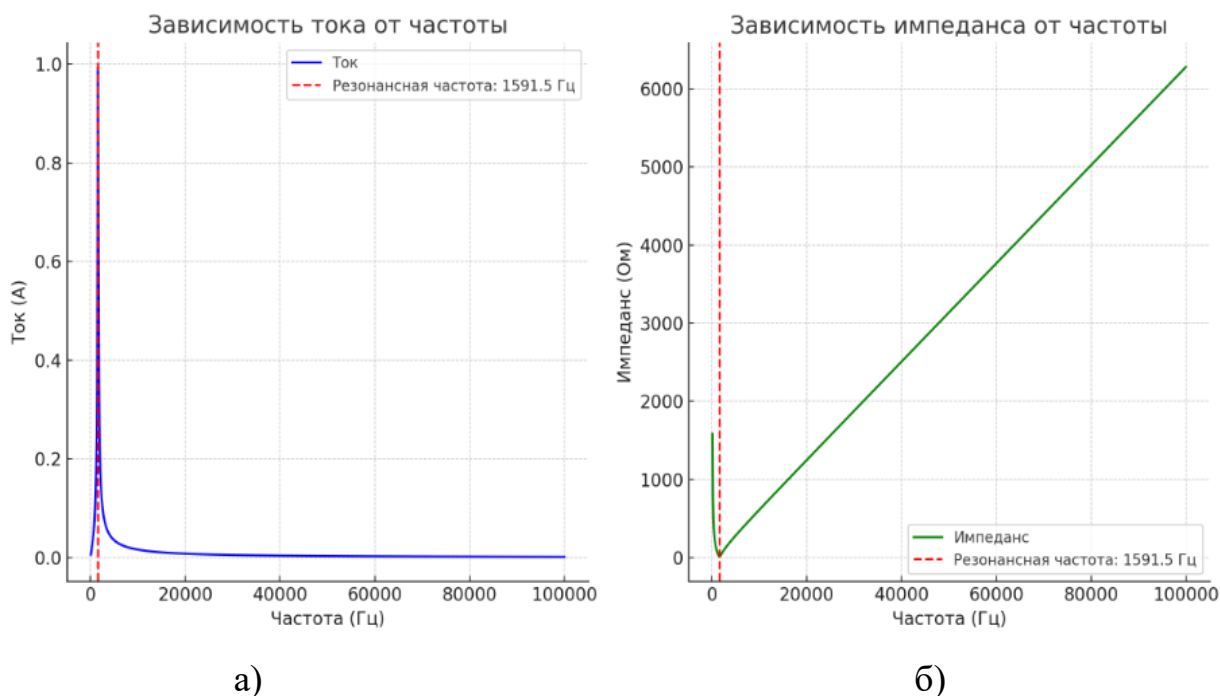 Зависимость тока от частоты
Ток
Резонансная частота: 1591.5 Гц
1.0
0.8
0.6
0.4
0.2
0.0
Ток (А)
0 20000 40000 60000 80000 100000
Частота (Гц)
а)
Зависимость импеданса от частоты
6000
5000
4000
3000
2000
1000
0
Импеданс (Ом)
Импеданс
Резонансная частота: 1591.5 Гц
0 20000 40000 60000 80000 100000
Частота (Гц)
б)